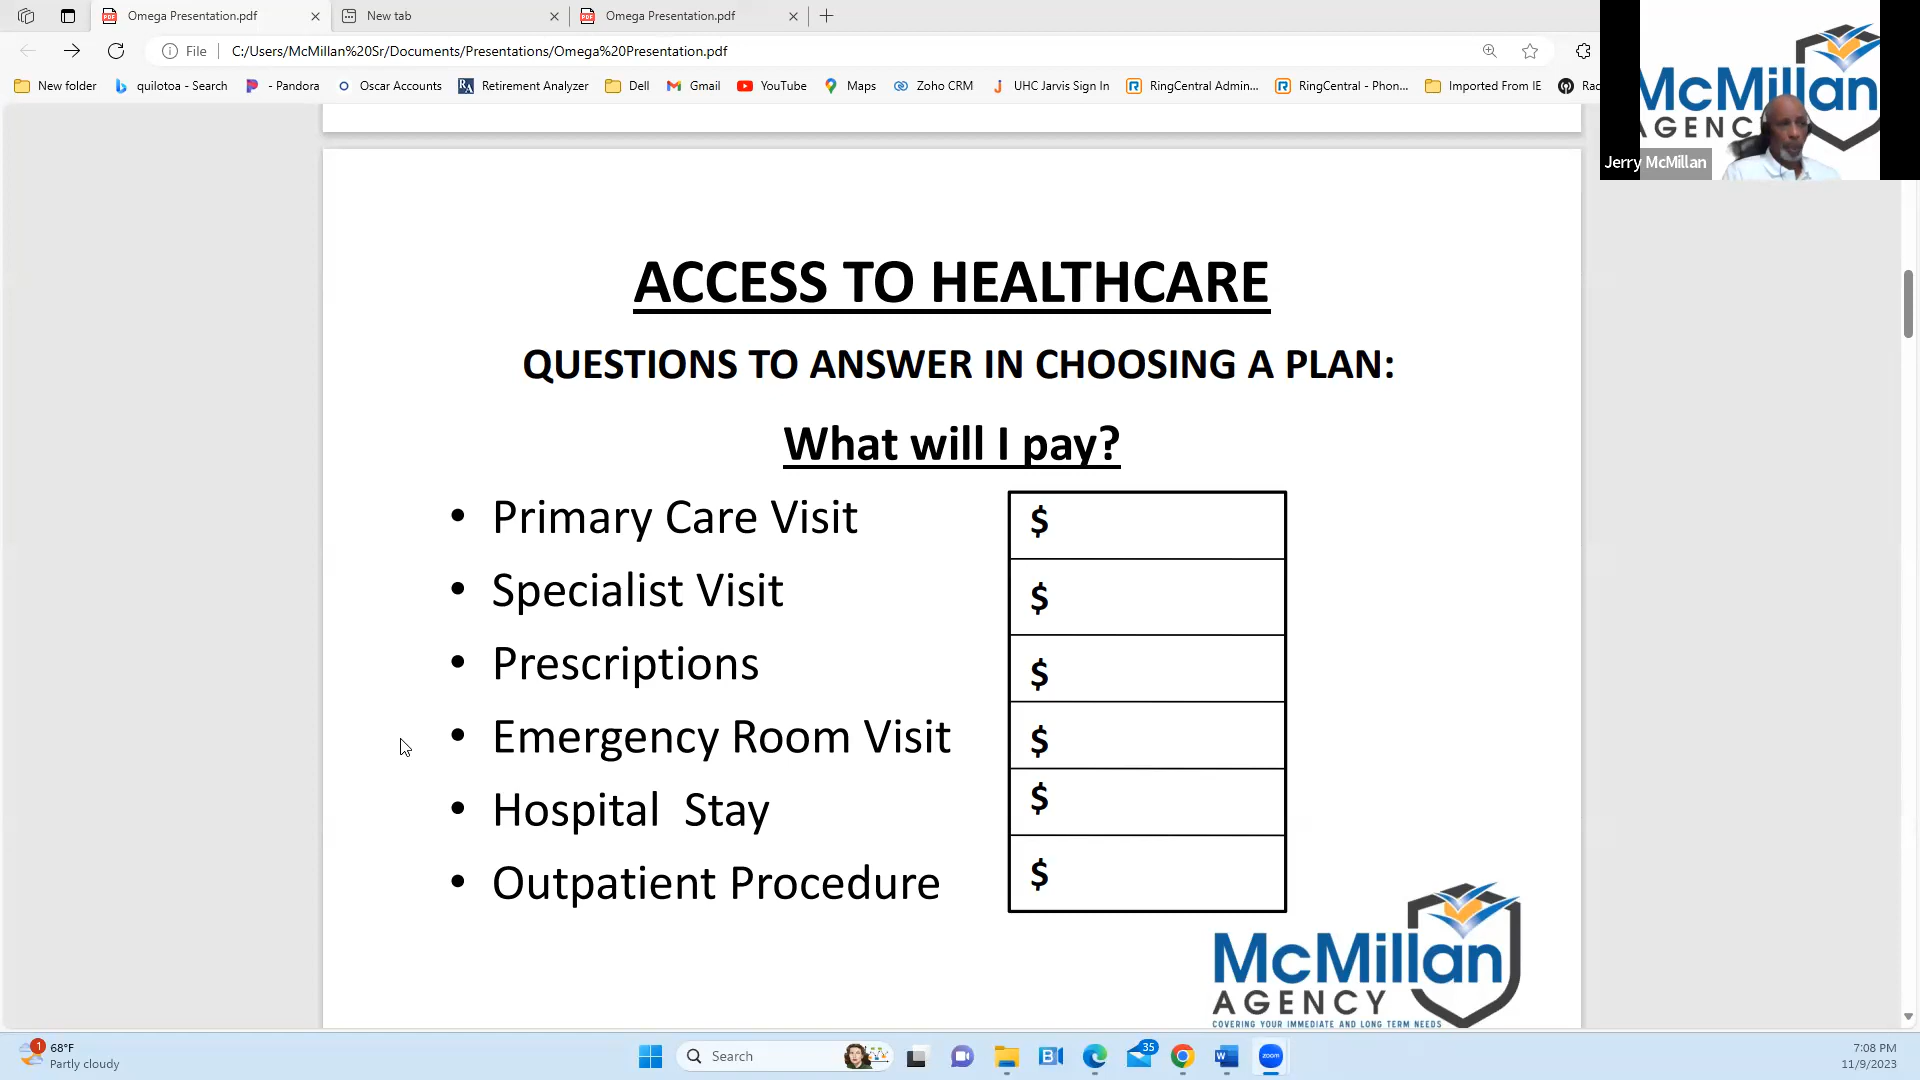 Omega Presentation.pdf
New tab
Omega Presentation.pdf
File
C:/Users/McMillan%20Sr/Documents/Presentations/Omega%20Presentation.pdf
New folder
quilotoa - Search
- Pandora
Oscar Accounts
Retirement Analyzer
Dell
Gmail
YouTube
Maps
Zoho CRM
UHC Jarvis Sign In
RingCentral Admin...
RingCentral - Phon...
Imported From IE
McMillan
AGENC
Jerry McMillan
ACCESS TO HEALTHCARE
QUESTIONS TO ANSWER IN CHOOSING A PLAN:
What will I pay?
• Primary Care Visit $
• Specialist Visit $
• Prescriptions $
• Emergency Room Visit $
• Hospital  Stay $
• Outpatient Procedure $
McMillan
AGENCY
COVERING YOUR IMMEDIATE AND LONG TERM NEEDS
1
68°F
Partly cloudy
Search
35
zoom
7:08 PM
11/9/2023